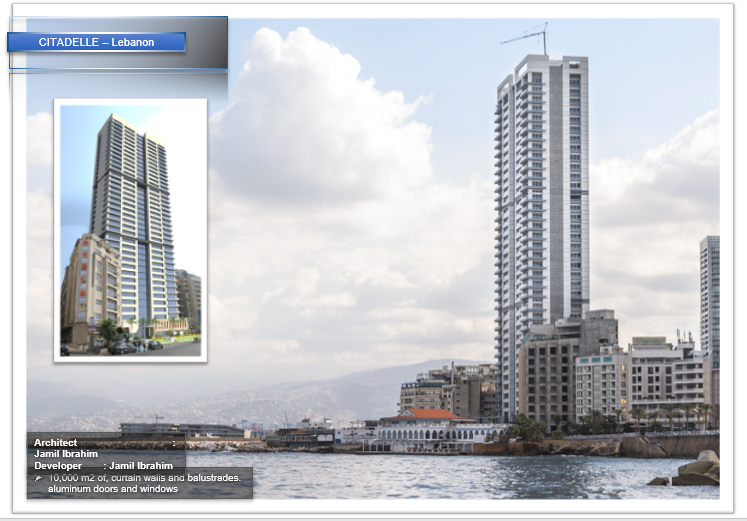 CITADELLE – Lebanon
Architect :
Jamil Ibrahim
Developer : Jamil Ibrahim
➢ 10,000 m2 of, curtain walls and balustrades.
aluminum doors and windows